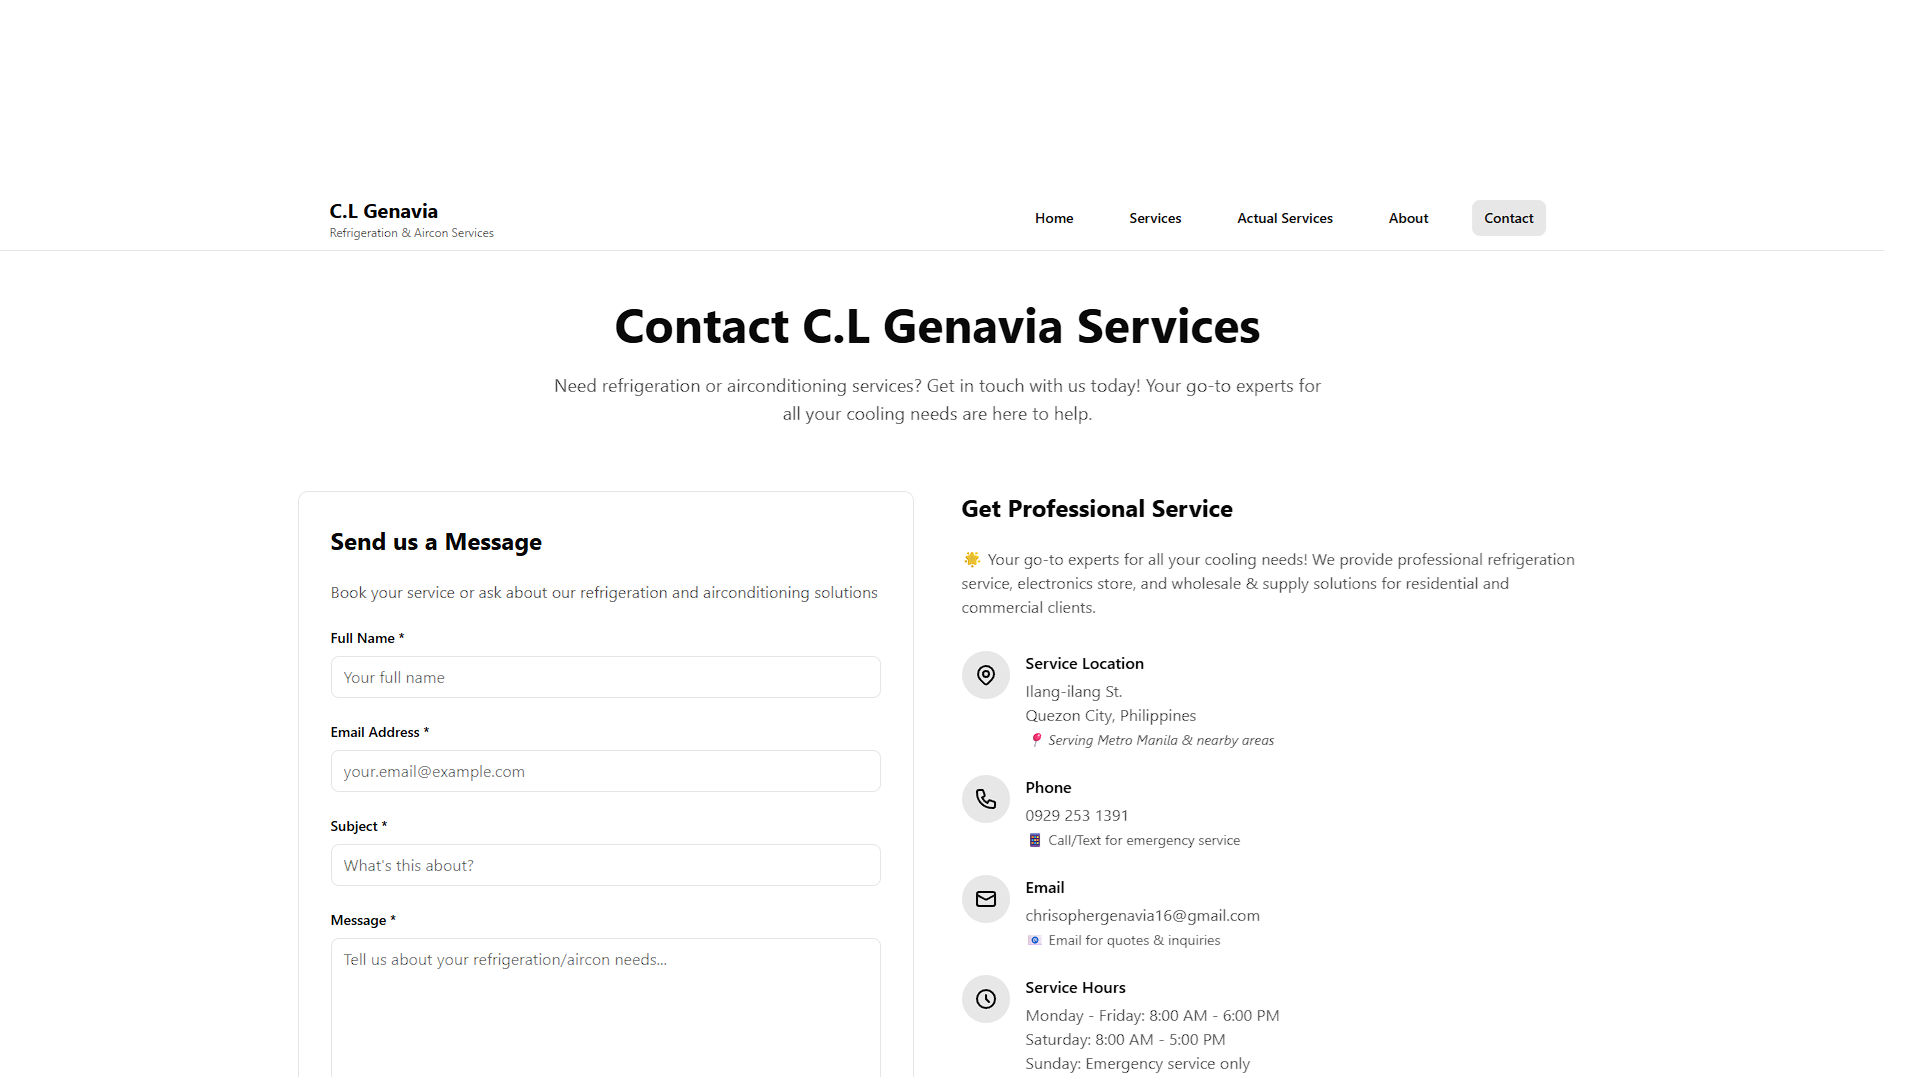 C.L Genavia
Refrigeration & Aircon Services
Home
Services
Actual Services
About
Contact
Contact C.L Genavia Services
Need refrigeration or airconditioning services? Get in touch with us today! Your go-to experts for
all your cooling needs are here to help.
Send us a Message
Book your service or ask about our refrigeration and airconditioning solutions
Full Name *
Your full name
Email Address *
your.email@example.com
Subject *
What's this about?
Message *
Tell us about your refrigeration/aircon needs...
Get Professional Service
🌟 Your go-to experts for all your cooling needs! We provide professional refrigeration
service, electronics store, and wholesale & supply solutions for residential and
commercial clients.
Service Location
Ilang-ilang St.
Quezon City, Philippines
📍 Serving Metro Manila & nearby areas
Phone
0929 253 1391
📱 Call/Text for emergency service
Email
chrisophergenavia16@gmail.com
📧 Email for quotes & inquiries
Service Hours
Monday - Friday: 8:00 AM - 6:00 PM
Saturday: 8:00 AM - 5:00 PM
Sunday: Emergency service only